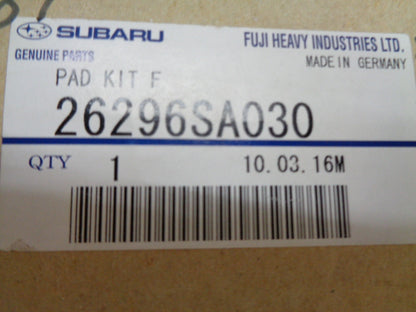 SUBARU
FUJI HEAVY INDUSTRIES LTD.
GENUINE PARTS
MADE IN GERMANY
PAD KIT F
26296SA030
QTY 1 10.03.16M